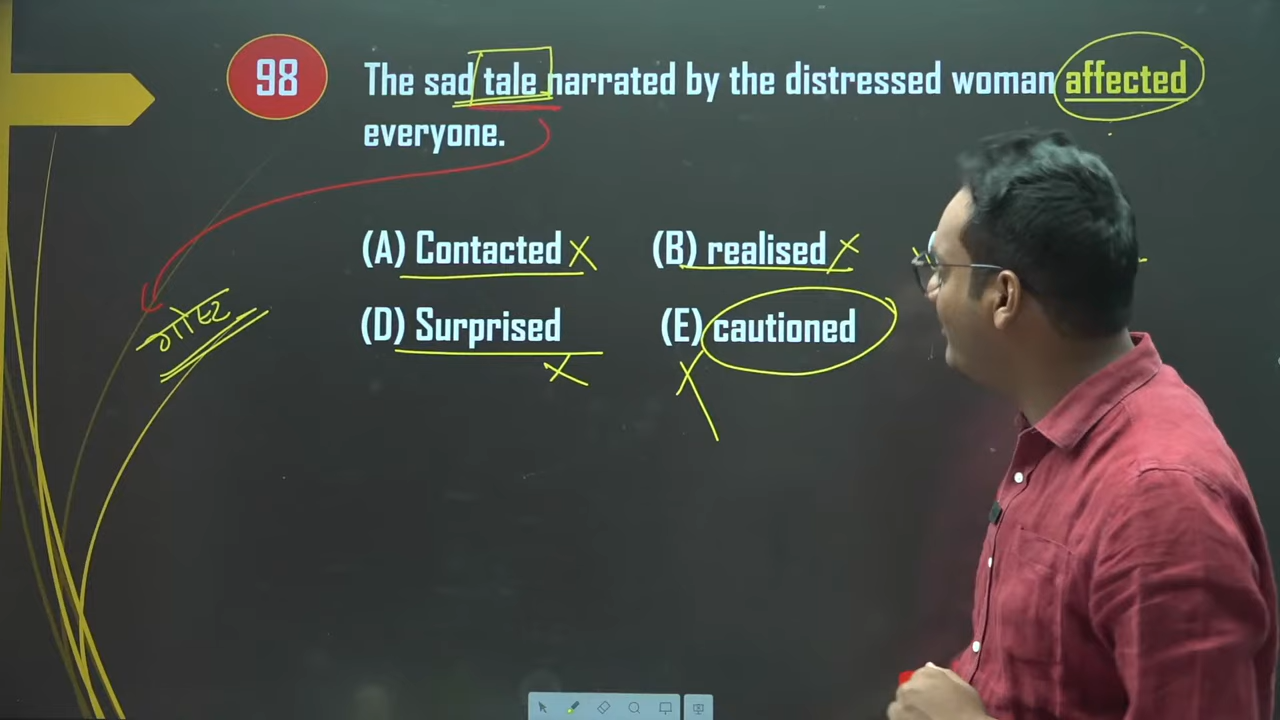 98 The sad tale narrated by the distressed woman affected
everyone.
(A) Contacted (B) realised
(D) Surprised (E) cautioned